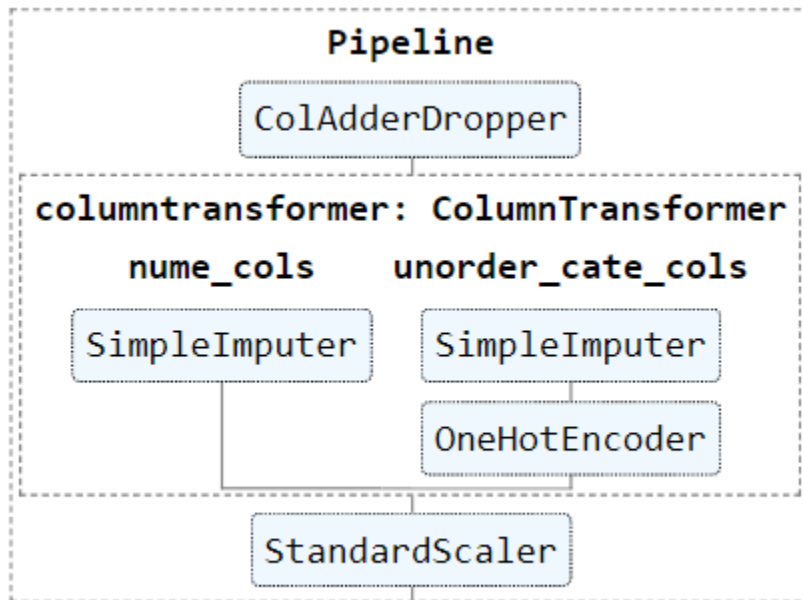 Pipeline
ColAdderDropper
columntransformer: ColumnTransformer
nume_cols unorder_cate_cols
SimpleImputer SimpleImputer
OneHotEncoder
StandardScaler